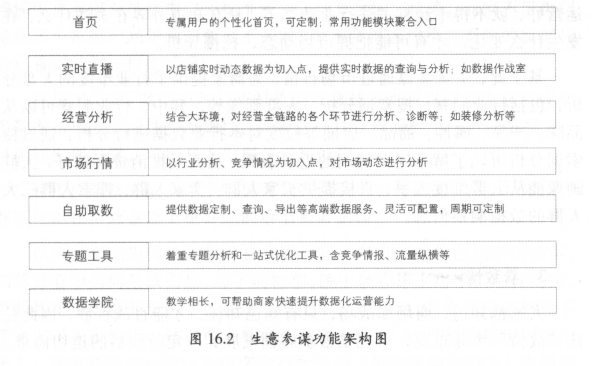 首页 专属用户的个性化首页，可定制；常用功能模块聚合入口
实时直播 以店铺实时动态数据为切入点，提供实时数据的查询与分析；如数据作战室
经营分析 结合大环境，对经营全链路的各个环节进行分析、诊断等；如装修分析等
市场行情 以行业分析、竞争情况为切入点，对市场动态进行分析
自助取数 提供数据定制、查询、导出等高端数据服务、灵活可配置，周期可定制
专题工具 着重专题分析和一站式优化工具，含竞争情报、流量纵横等
数据学院 教学相长，可帮助商家快速提升数据化运营能力
图 16.2 生意参谋功能架构图